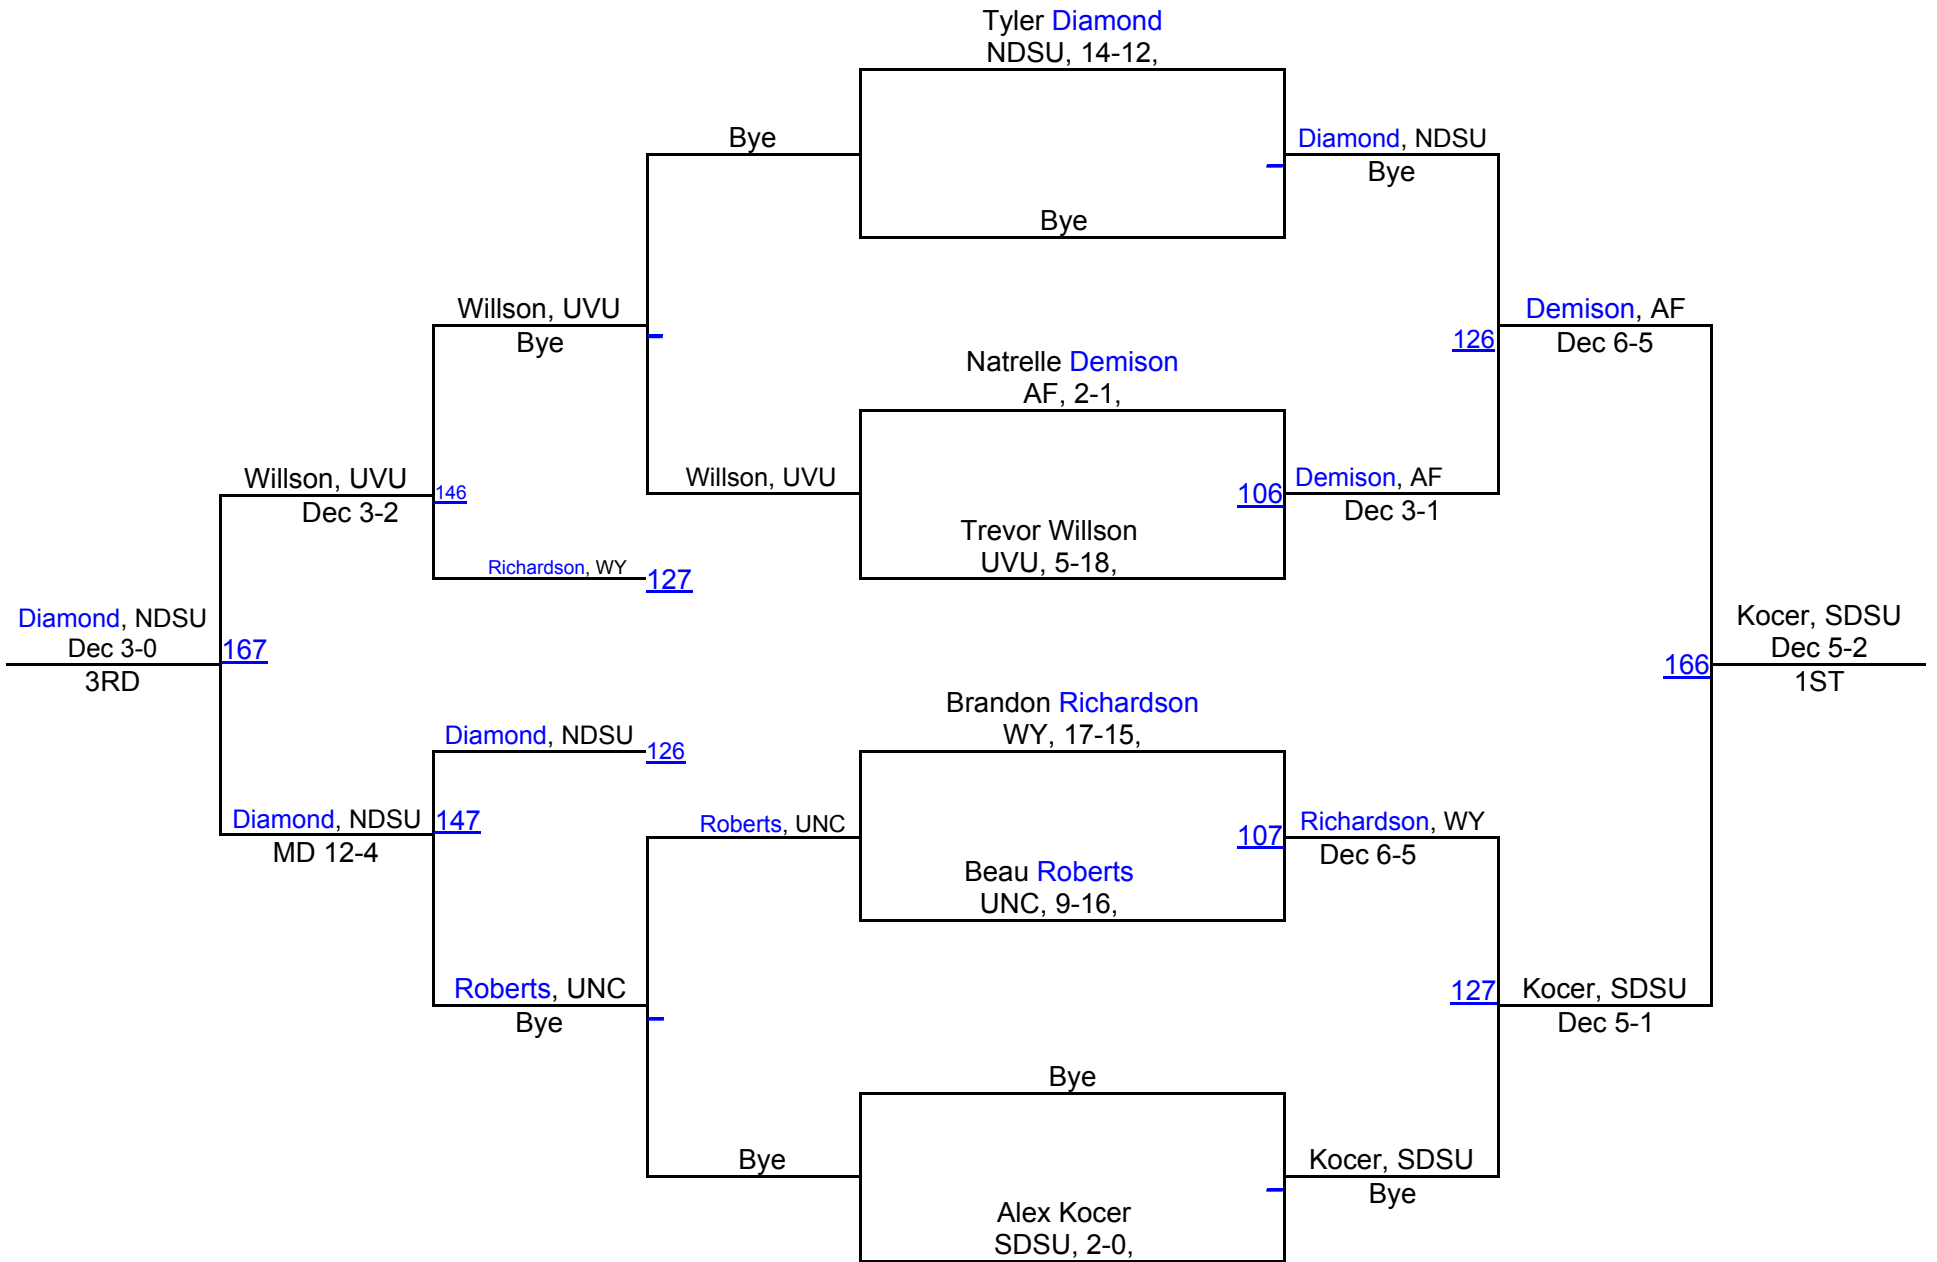 Tyler Diamond
NDSU, 14-12,
Bye
Diamond, NDSU
Bye
Bye
Willson, UVU
Bye
Demison, AF
126
Dec 6-5
Natrelle Demison
AF, 2-1,
Willson, UVU
Dec 3-2
146
Willson, UVU
106
Demison, AF
Dec 3-1
Trevor Willson
UVU, 5-18,
Richardson, WY
127
Diamond, NDSU
Dec 3-0
3RD
167
Kocer, SDSU
Dec 5-2
1ST
166
Brandon Richardson
WY, 17-15,
Diamond, NDSU
126
Diamond, NDSU
MD 12-4
147
Roberts, UNC
107
Richardson, WY
Dec 6-5
Beau Roberts
UNC, 9-16,
Roberts, UNC
Bye
127
Kocer, SDSU
Dec 5-1
Bye
Bye
Kocer, SDSU
Bye
Alex Kocer
SDSU, 2-0,